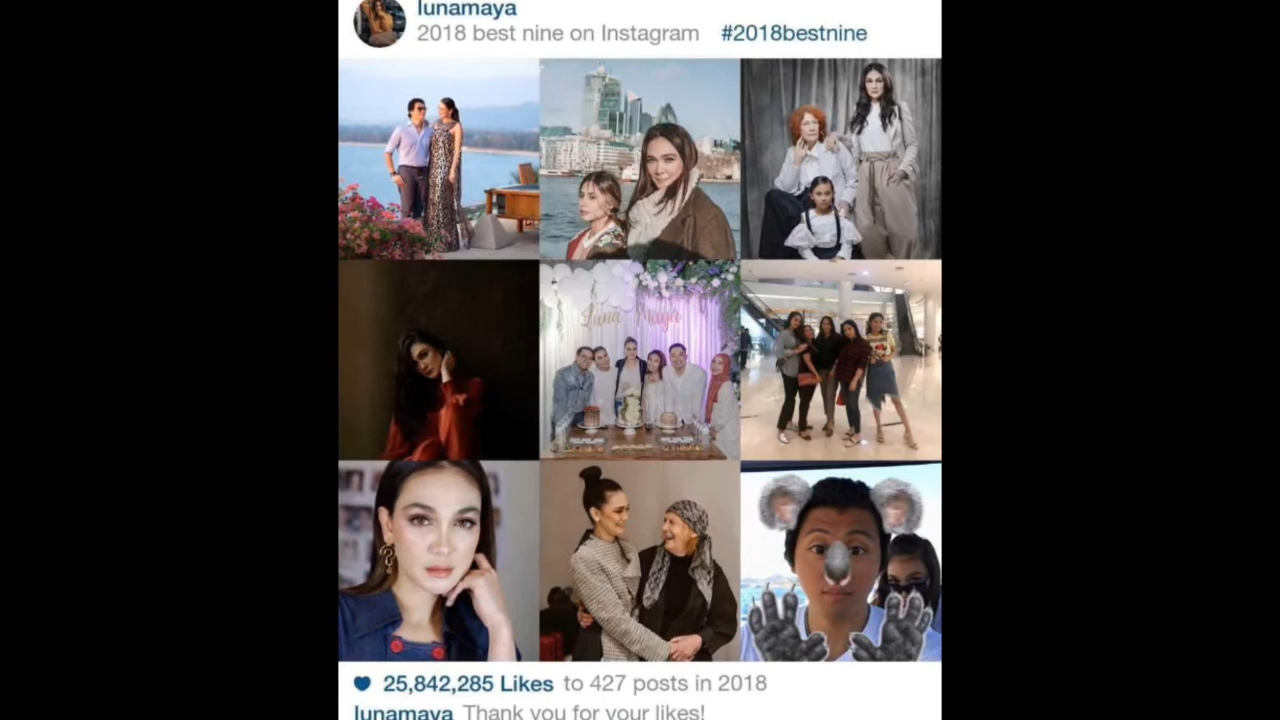 lunamaya
2018 best nine on Instagram #2018bestnine
Luna Maya
25,842,285 Likes to 427 posts in 2018
lunamaya Thank you for your likes!